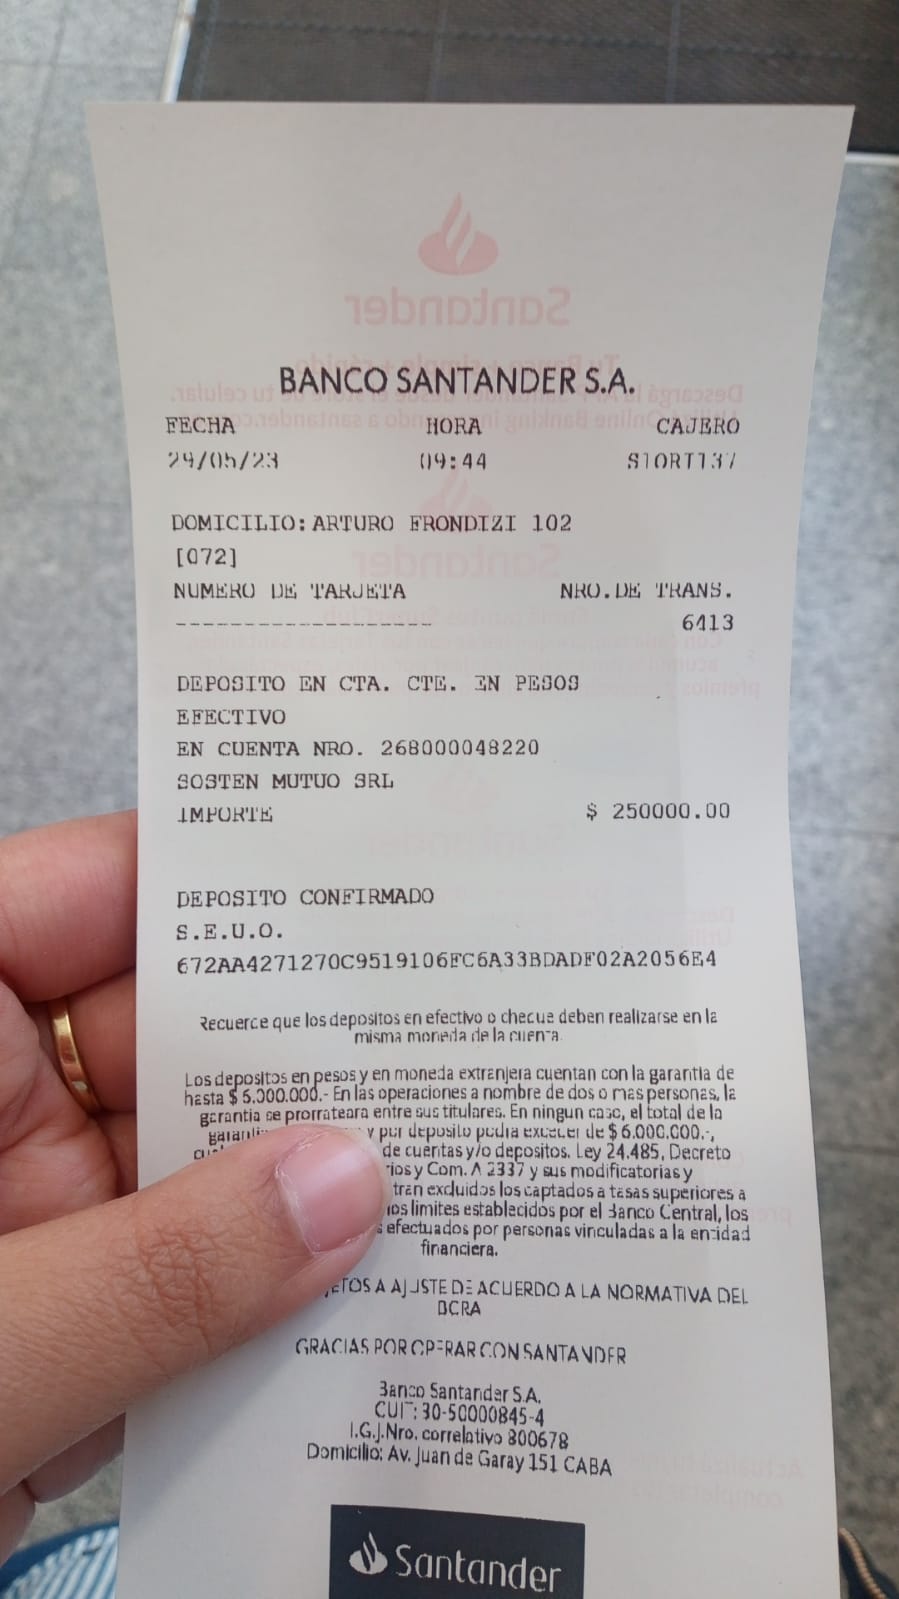 BANCO SANTANDER S.A.
FECHA HORA CAJERO
29/05/23 09:44 S1ORT137
DOMICILIO: ARTURO FRONDIZI 102
[072]
NUMERO DE TARJETA NRO.DE TRANS.
------------------- 6413
DEPOSITO EN CTA. CTE. EN PESOS
EFECTIVO
EN CUENTA NRO. 268000048220
SOSTEN MUTUO SRL
IMPORTE $ 250000.00
DEPOSITO CONFIRMADO
S.E.U.O.
672AA4271270C9519106FC6A33BDADF02A2056E4
Recuerce que los depositos en efectivo o checue deben realizarse en la
misma moneda de la cuenta.
Los depositos en pesos y en moneda extranjera cuentan con la garantia de
hasta $ 6.000.000.- En las operaciones a nombre de dos o mas personas, la
garantia se prorrateara entre sus titulares. En ningun caso, el total de la
y por deposito podra exceder de $ 6.000.000.-,
de cuentas y/o depositos. Ley 24.485, Decreto
y Com. A 2337 y sus modificatorias y
excluidos los captados a tasas superiores a
los limites establecidos por el Banco Central, los
efectuados por personas vinculadas a la entidad
financiera.
A AJUSTE DE ACUERDO A LA NORMATIVA DEL
BCRA
GRACIAS POR OPERAR CON SANTANDER
Banco Santander S.A.
CUIT: 30-50000845-4
I.G.J.Nro. correlativo 800678
Domicilio: Av. Juan de Garay 151 CABA
Santander